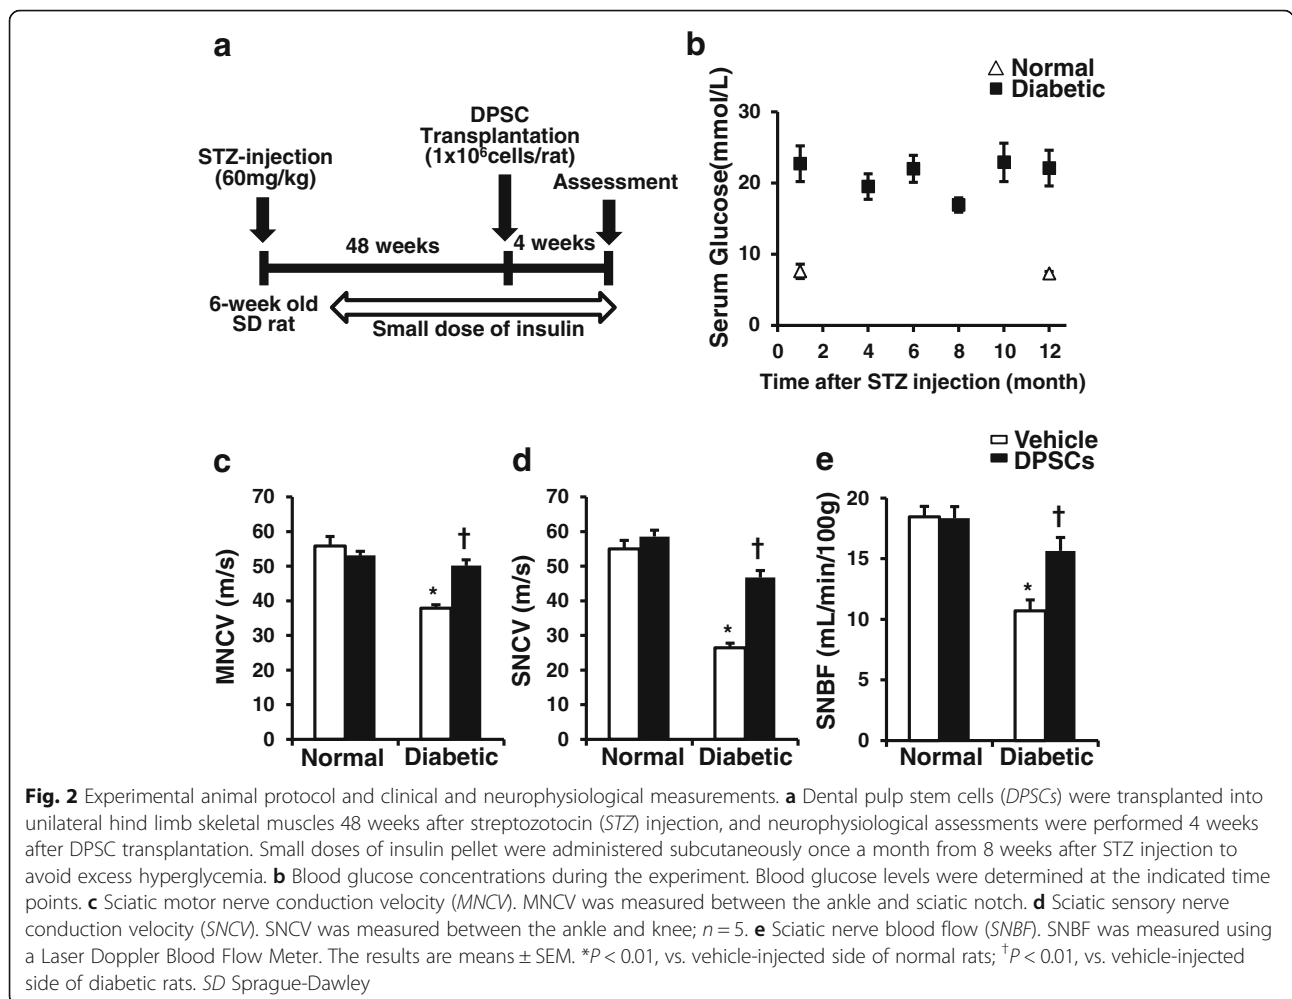 a
STZ-injection
(60mg/kg)
DPSC
Transplantation
(1x10⁶cells/rat)
Assessment
48 weeks
4 weeks
6-week old
SD rat
Small dose of insulin
b
Normal
Diabetic
Serum Glucose(mmol/L)
30
20
10
0
0 2 4 6 8 10 12
Time after STZ injection (month)
c
MNCV (m/s)
70
60
50
40
30
20
10
0
*
†
Normal Diabetic
d
SNCV (m/s)
70
60
50
40
30
20
10
0
*
†
Normal Diabetic
e
Vehicle
DPSCs
SNBF (mL/min/100g)
20
15
10
5
0
*
†
Normal Diabetic
Fig. 2 Experimental animal protocol and clinical and neurophysiological measurements. a Dental pulp stem cells (DPSCs) were transplanted into
unilateral hind limb skeletal muscles 48 weeks after streptozotocin (STZ) injection, and neurophysiological assessments were performed 4 weeks
after DPSC transplantation. Small doses of insulin pellet were administered subcutaneously once a month from 8 weeks after STZ injection to
avoid excess hyperglycemia. b Blood glucose concentrations during the experiment. Blood glucose levels were determined at the indicated time
points. c Sciatic motor nerve conduction velocity (MNCV). MNCV was measured between the ankle and sciatic notch. d Sciatic sensory nerve
conduction velocity (SNCV). SNCV was measured between the ankle and knee; n = 5. e Sciatic nerve blood flow (SNBF). SNBF was measured using
a Laser Doppler Blood Flow Meter. The results are means ± SEM. *P < 0.01, vs. vehicle-injected side of normal rats; †P < 0.01, vs. vehicle-injected
side of diabetic rats. SD Sprague-Dawley